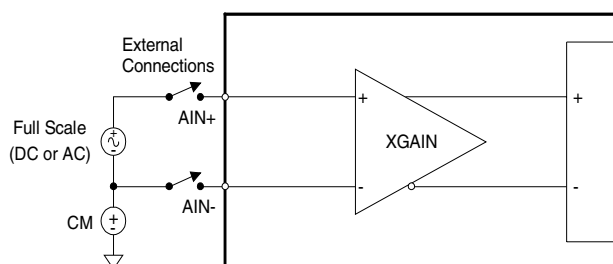 External
Connections
AIN+
+
+
XGAIN
Full Scale
(DC or AC)
+
-
AIN-
-
-
CM
+
-